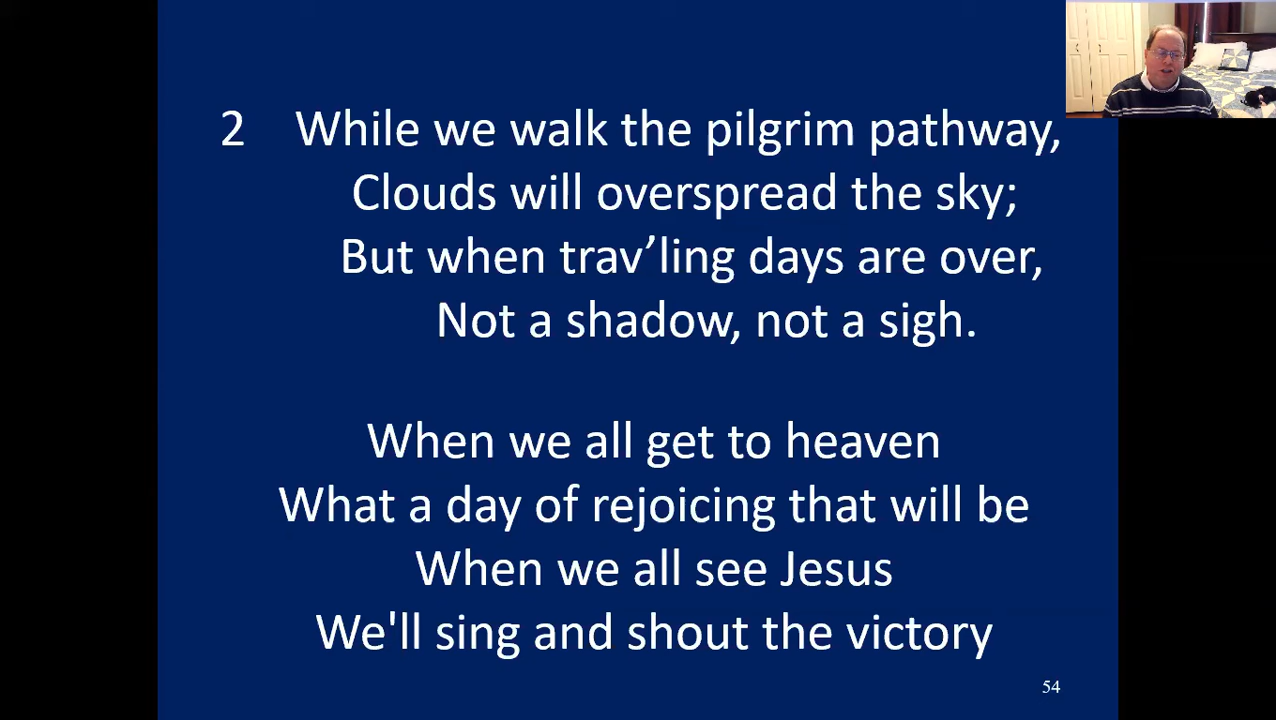 2 While we walk the pilgrim pathway,
Clouds will overspread the sky;
But when trav’ling days are over,
Not a shadow, not a sigh.
When we all get to heaven
What a day of rejoicing that will be
When we all see Jesus
We'll sing and shout the victory
54